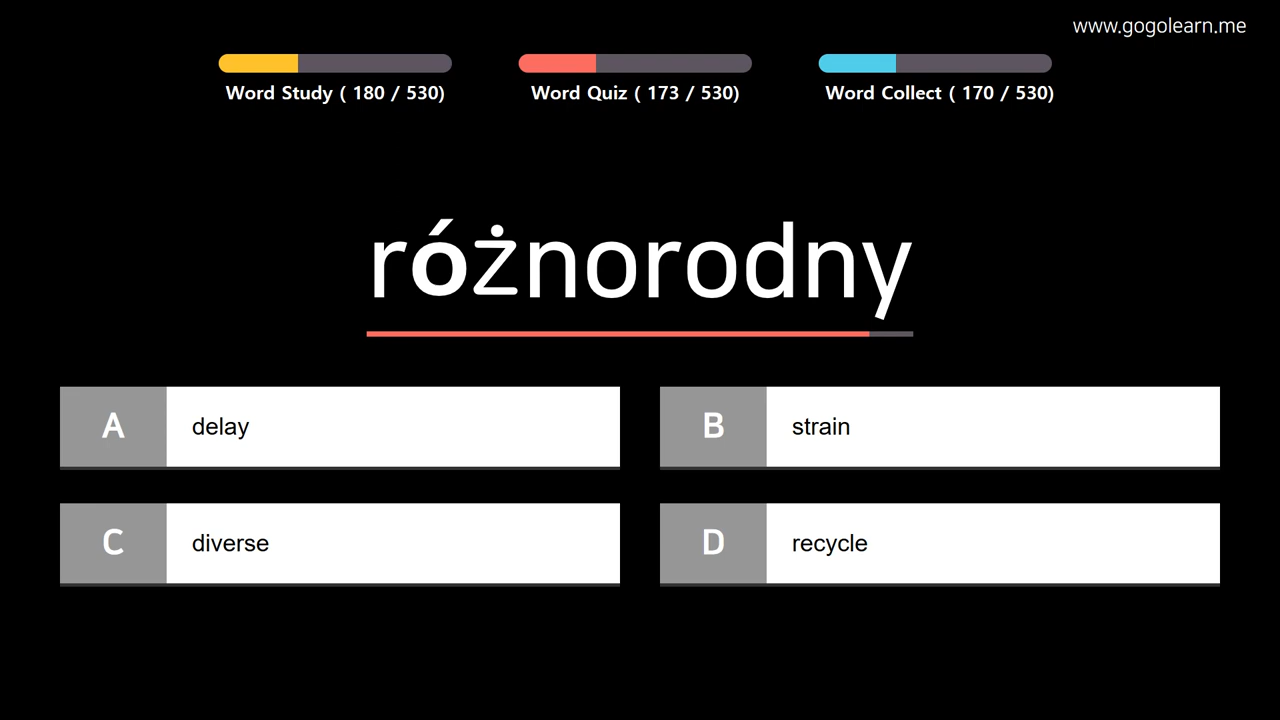 www.gogolearn.me
Word Study ( 180 / 530)
Word Quiz ( 173 / 530)
Word Collect ( 170 / 530)
różnorodny
A delay
B strain
C diverse
D recycle